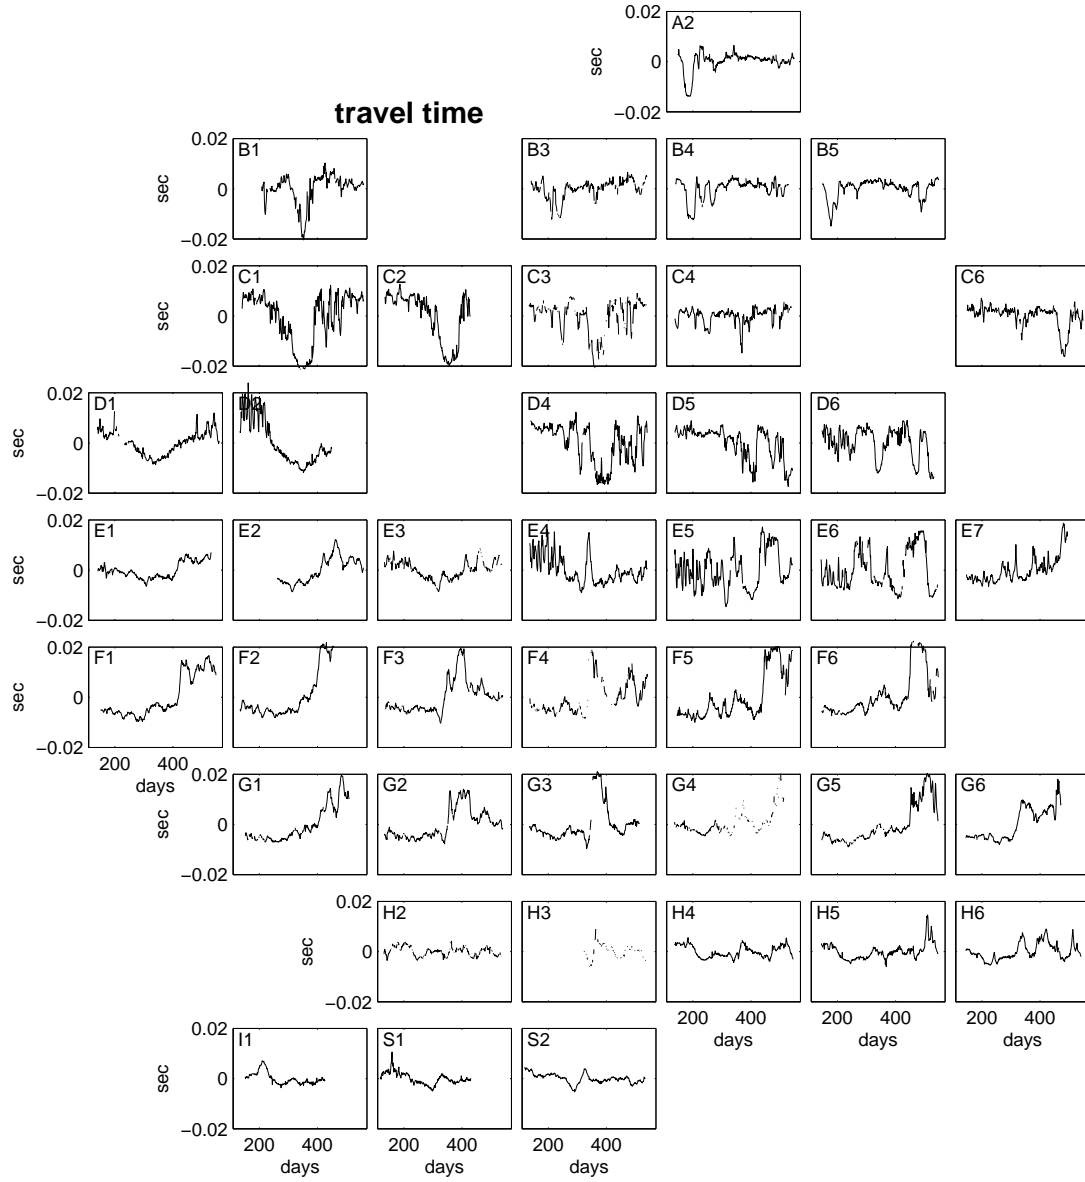 0.02
A2
sec
0
−0.02
travel time
0.02
B1
B3
B4
B5
sec
0
−0.02
0.02
C1
C2
C3
C4
C6
sec
0
−0.02
0.02
D1
D2
D4
D5
D6
sec
0
−0.02
0.02
E1
E2
E3
E4
E5
E6
E7
sec
0
−0.02
0.02
F1
F2
F3
F4
F5
F6
sec
0
−0.02
200 400
days
0.02
G1
G2
G3
G4
G5
G6
sec
0
−0.02
0.02
H2
H3
H4
H5
H6
sec
0
−0.02
200 400 200 400 200 400
days days days
0.02
I1
S1
S2
sec
0
−0.02
200 400 200 400 200 400
days days days